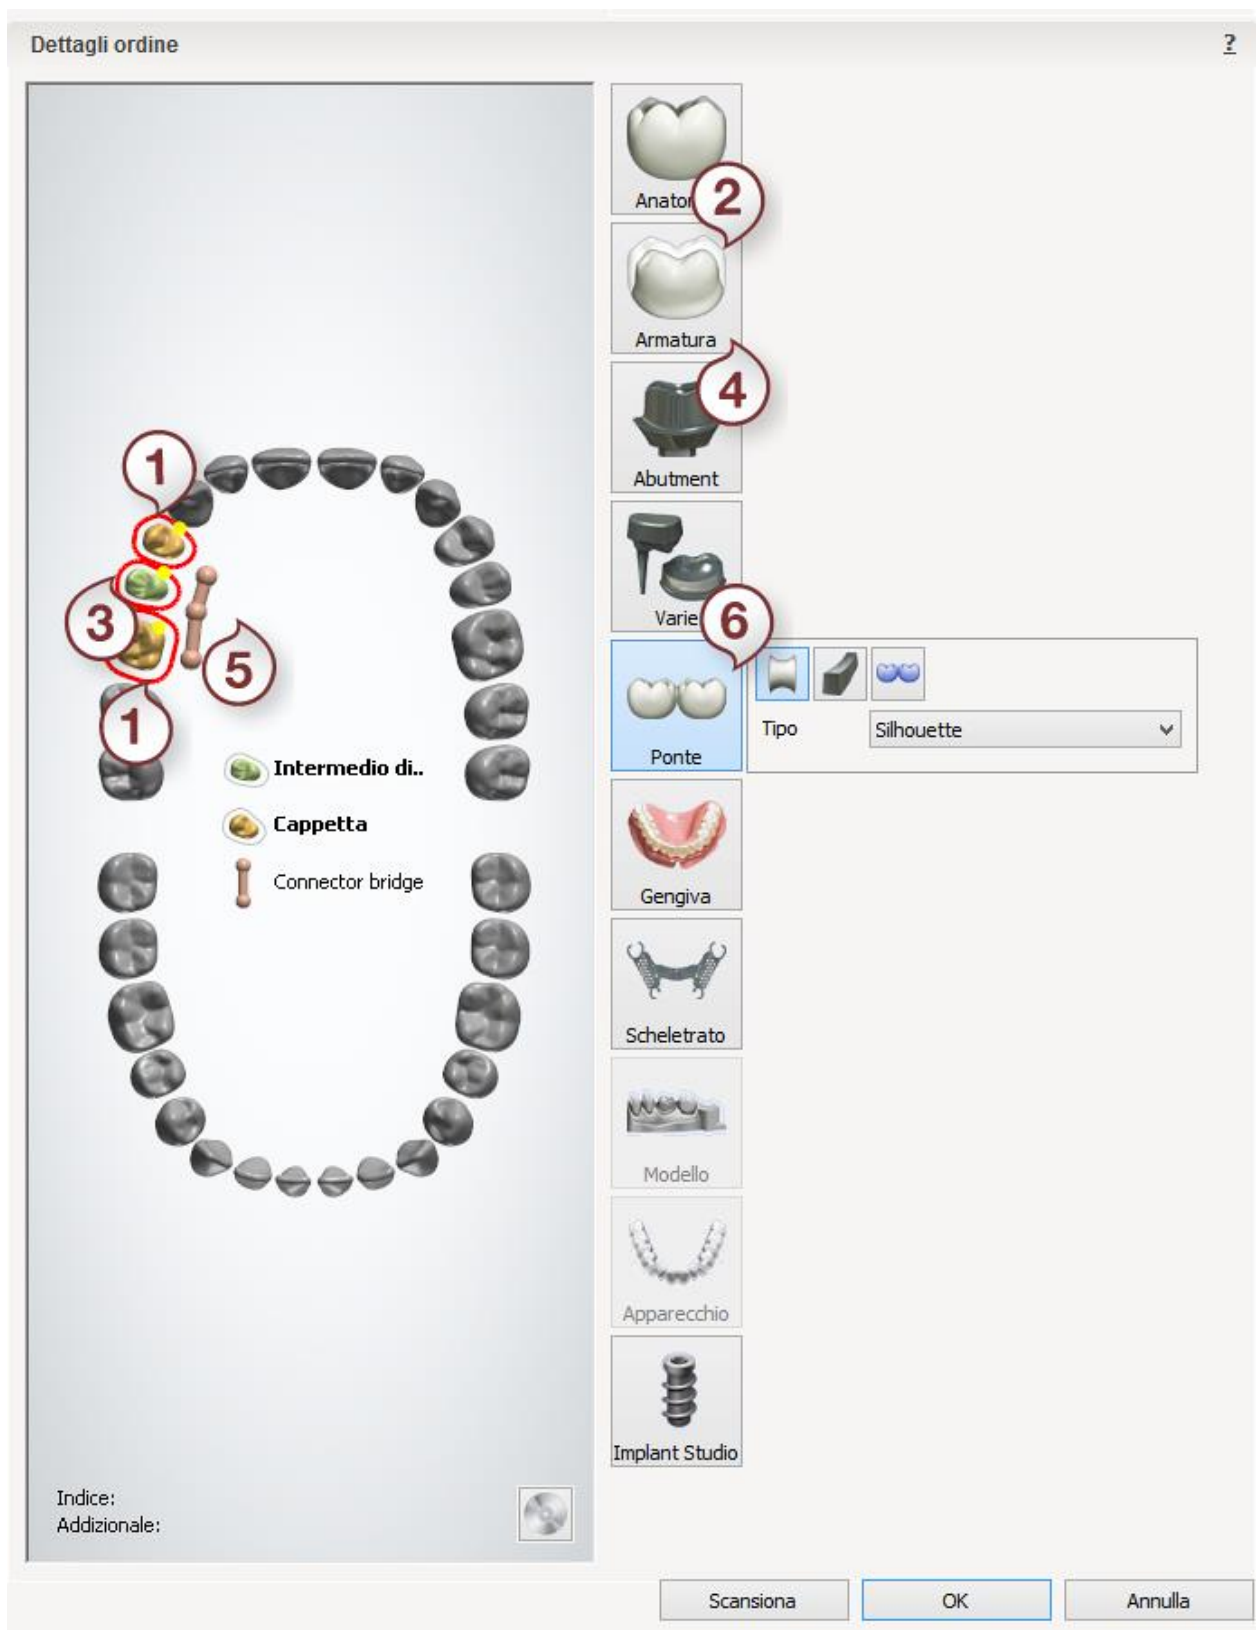 Dettagli ordine
?
Anato
2
Armatura
4
Abutment
Varie
6
1
3
5
1
Tipo
Silhouette
Ponte
Intermedio di..
Cappetta
Connector bridge
Gengiva
Scheletrato
Modello
Apparecchio
Implant Studio
Indice:
Addizionale:
Scansiona
OK
Annulla